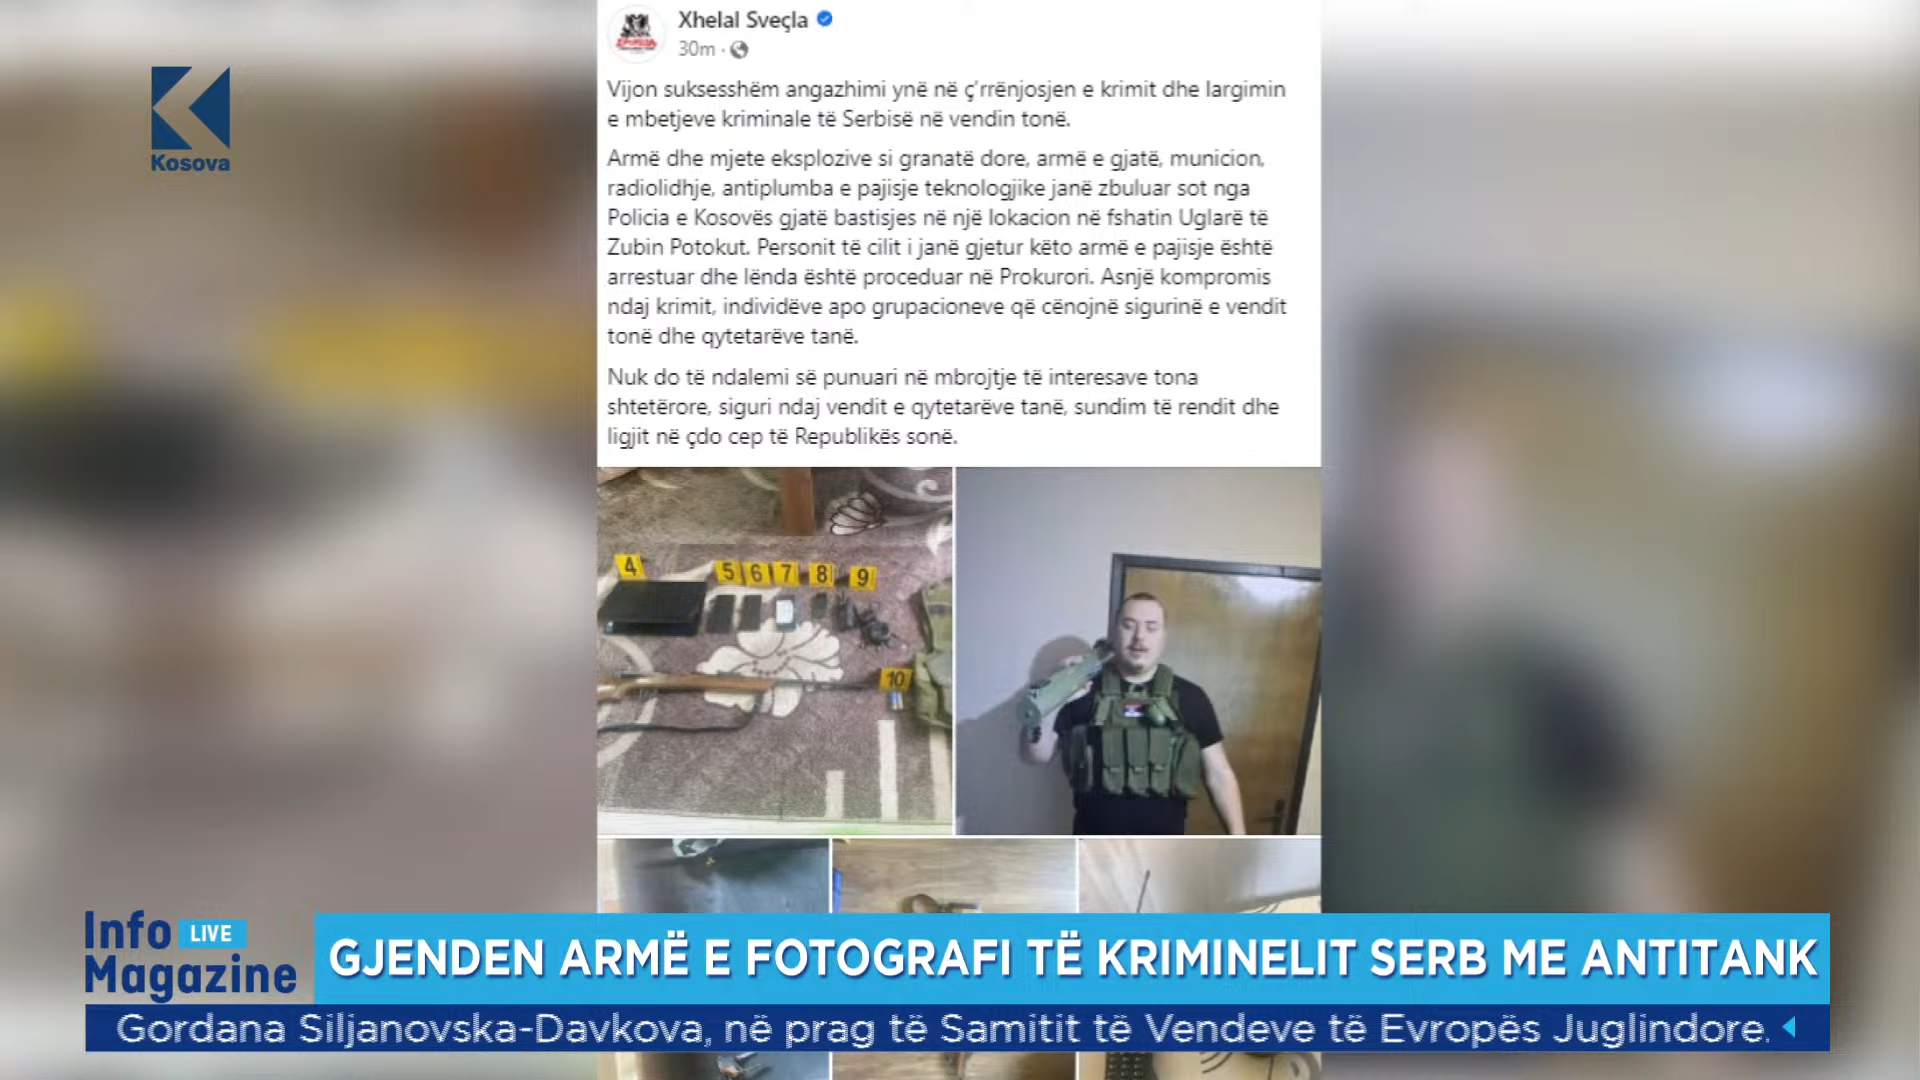 Xhelal Sveçla
30m
Kosova
Vijon suksesshëm angazhimi ynë në ç'rrënjosjen e krimit dhe largimin
e mbetjeve kriminale të Serbisë në vendin tonë.
Armë dhe mjete eksplozive si granatë dore, armë e gjatë, municion,
radiolidhje, antiplumba e pajisje teknologjike janë zbuluar sot nga
Policia e Kosovës gjatë bastisjes në një lokacion në fshatin Uglarë të
Zubin Potokut. Personit të cilit i janë gjetur këto armë e pajisje është
arrestuar dhe lënda është proceduar në Prokurori. Asnjë kompromis
ndaj krimit, individëve apo grupacioneve që cënojnë sigurinë e vendit
tonë dhe qytetarëve tanë.
Nuk do të ndalemi së punuari në mbrojtje të interesave tona
shtetërore, siguri ndaj vendit e qytetarëve tanë, sundim të rendit dhe
ligjit në çdo cep të Republikës sonë.
4 5 6 7 8 9
10
Info LIVE
Magazine
GJENDEN ARMË E FOTOGRAFI TË KRIMINELIT SERB ME ANTITANK
Gordana Siljanovska-Davkova, në prag të Samitit të Vendeve të Evropës Juglindore.